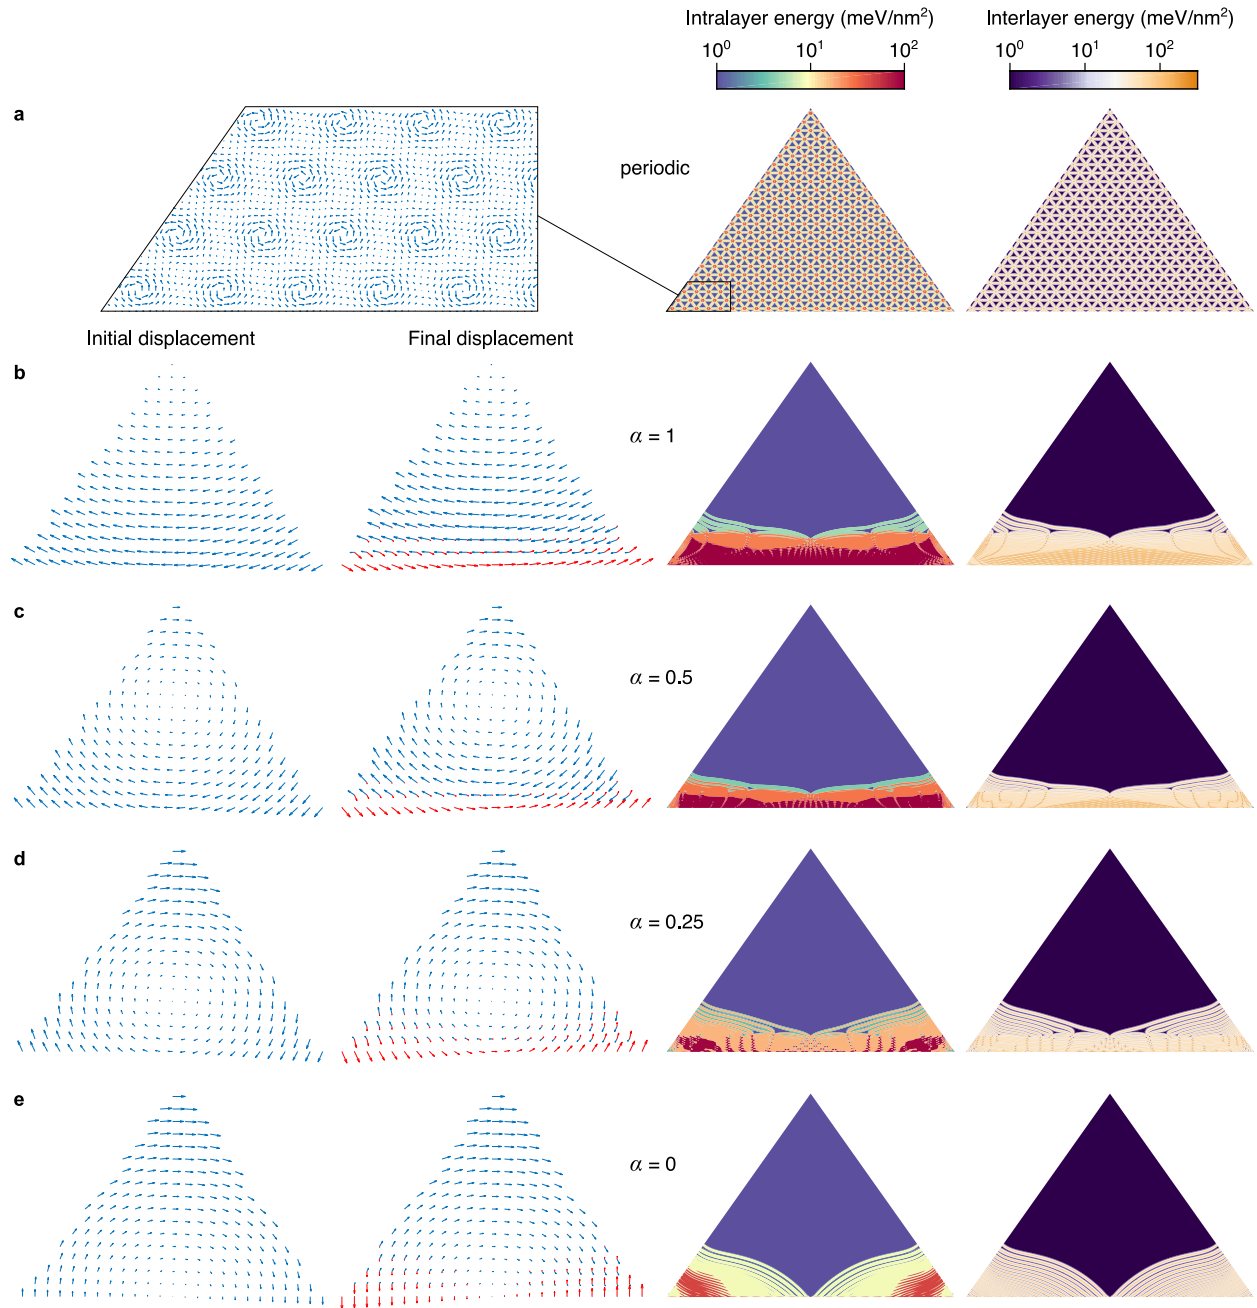 Intralayer energy (meV/nm²)
Interlayer energy (meV/nm²)
10⁰ 10¹ 10²
10⁰ 10¹ 10²
a
periodic
Initial displacement
Final displacement
b
α = 1
c
α = 0.5
d
α = 0.25
e
α = 0